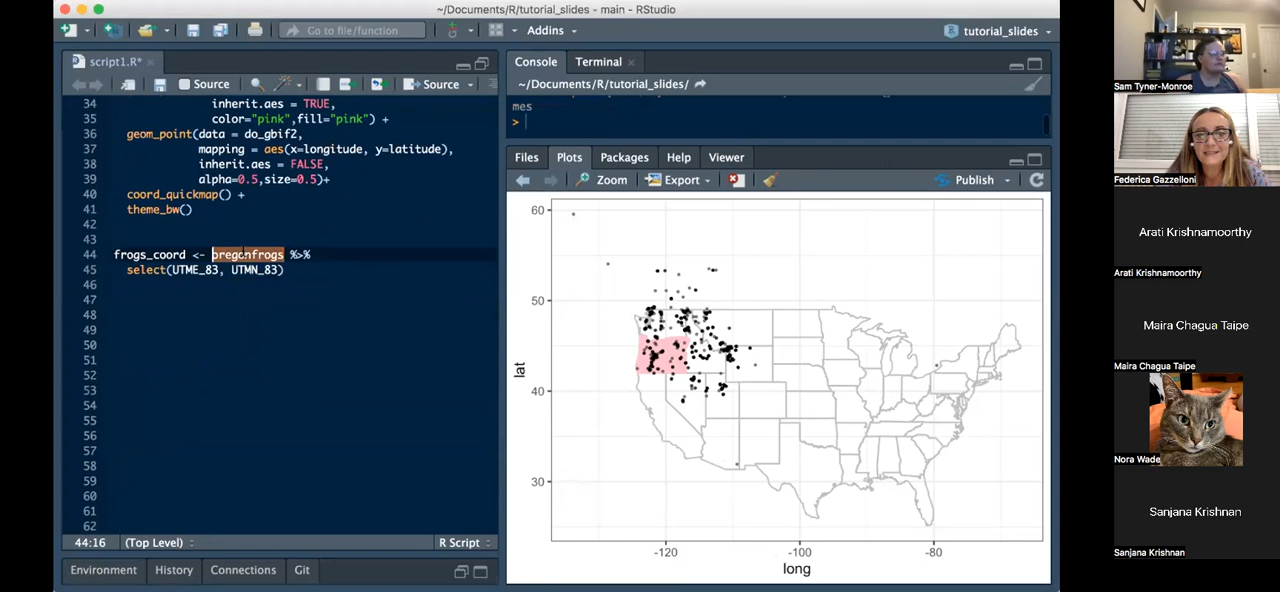 ~/Documents/R/tutorial_slides - main - RStudio
Go to file/function
Addins
tutorial_slides
script1.R*
Source
Source
34 inherit.aes = TRUE,
35 color="pink",fill="pink") +
36 geom_point(data = do_gbif2,
37 mapping = aes(x=longitude, y=latitude),
38 inherit.aes = FALSE,
39 alpha=0.5,size=0.5)+
40 coord_quickmap() +
41 theme_bw()
42
43
44 frogs_coord <- oregonfrogs %>%
45 select(UTME_83, UTMN_83)
46
47
48
49
50
51
52
53
54
55
56
57
58
59
60
61
62
44:16 (Top Level) R Script
Environment History Connections Git
Console Terminal
~/Documents/R/tutorial_slides/
mes
>
Files Plots Packages Help Viewer
Zoom Export Publish
60
50
40
30
lat
-120 -100 -80
long
Sam Tyner-Monroe
Federica Gazzelloni
Arati Krishnamoorthy
Arati Krishnamoorthy
Maira Chagua Taipe
Maira Chagua Taipe
Nora Wade
Sanjana Krishnan
Sanjana Krishnan